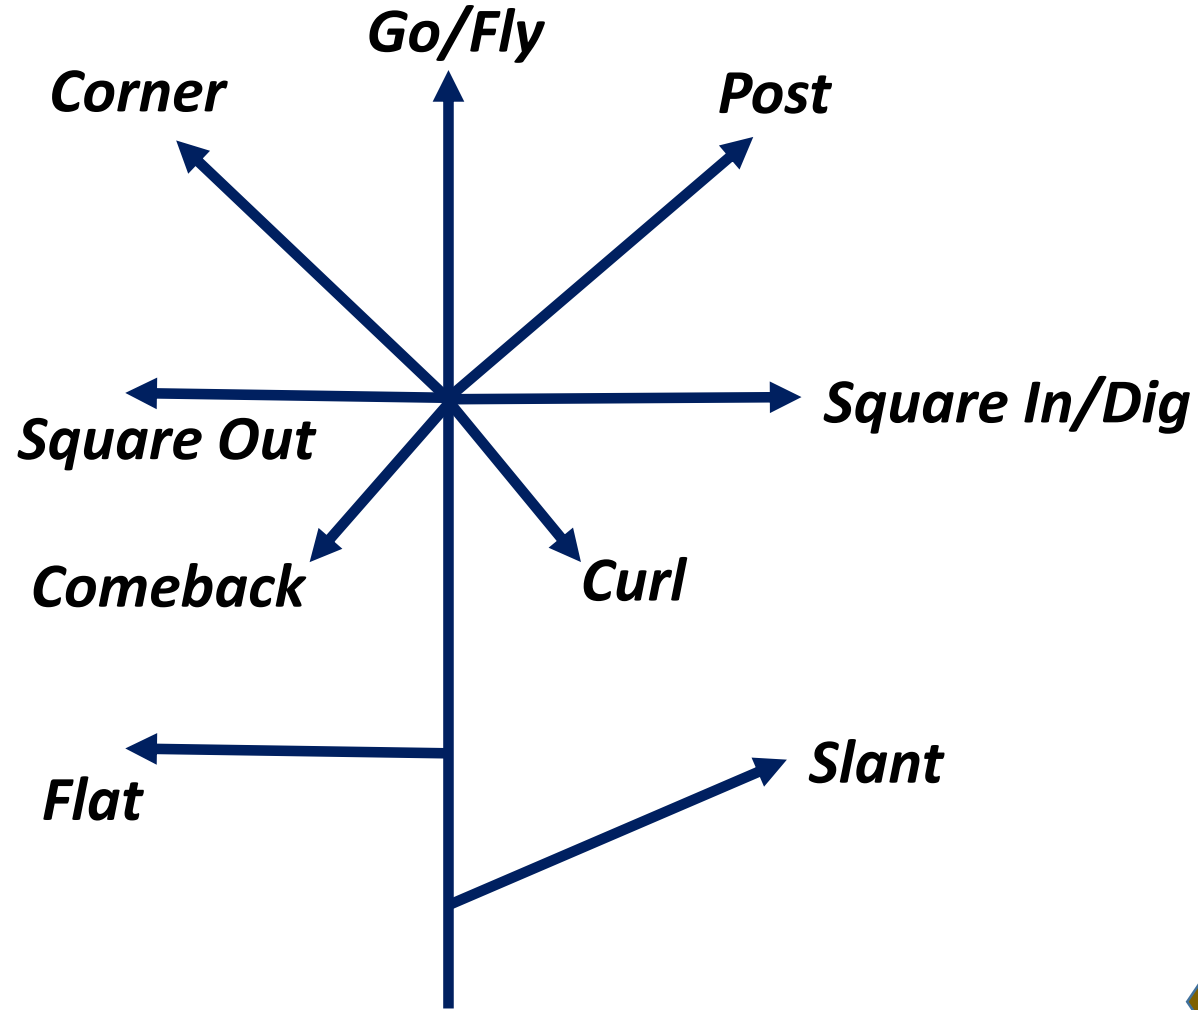 Go/Fly
Corner
Post
Square In/Dig
Square Out
Comeback
Curl
Slant
Flat